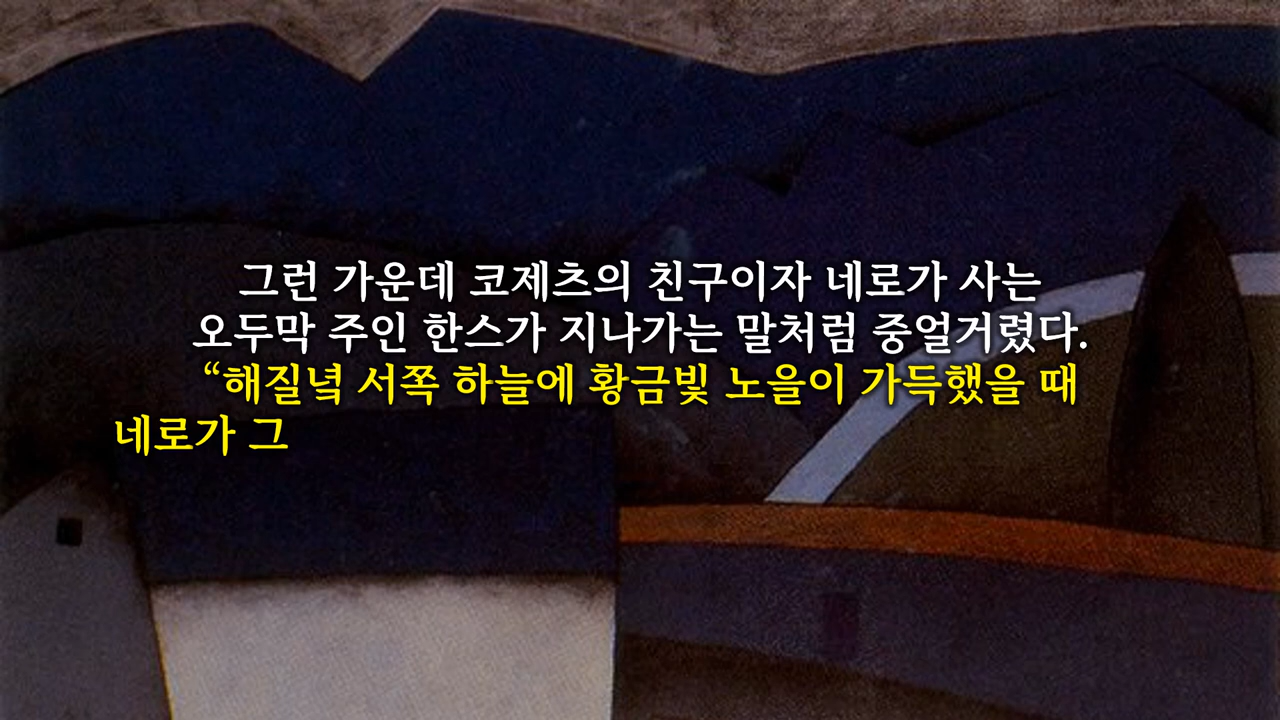 그런 가운데 코제츠의 친구이자 네로가 사는
오두막 주인 한스가 지나가는 말처럼 중얼거렸다.
“해질녘 서쪽 하늘에 황금빛 노을이 가득했을 때
네로가 그